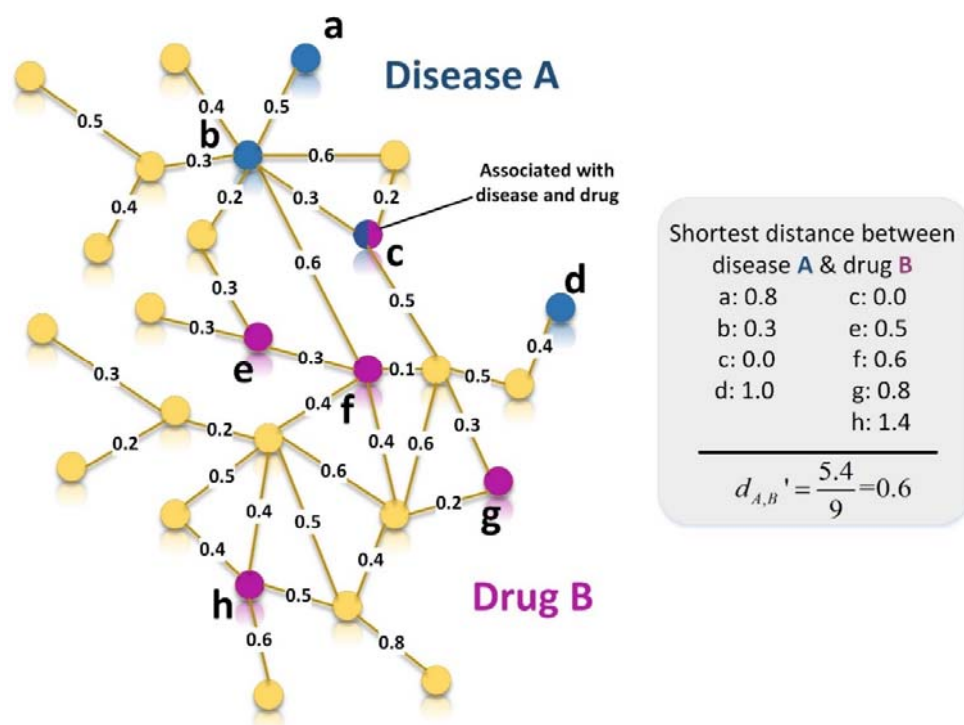 a
Disease A
0.4
0.5
b
0.5
0.3
0.6
Associated with
disease and drug
0.4
0.2
0.3
0.2
c
0.6
0.3
0.5
d
0.3
0.3
0.4
e
f
0.1
0.5
0.3
0.2
0.2
0.4
0.4
0.6
0.3
0.5
0.6
0.2
g
0.4
0.5
0.4
0.4
h
0.5
Drug B
0.6
0.8
Shortest distance between
disease A & drug B
a: 0.8 c: 0.0
b: 0.3 e: 0.5
c: 0.0 f: 0.6
d: 1.0 g: 0.8
h: 1.4
d A,B ' = 5.4 / 9 =0.6